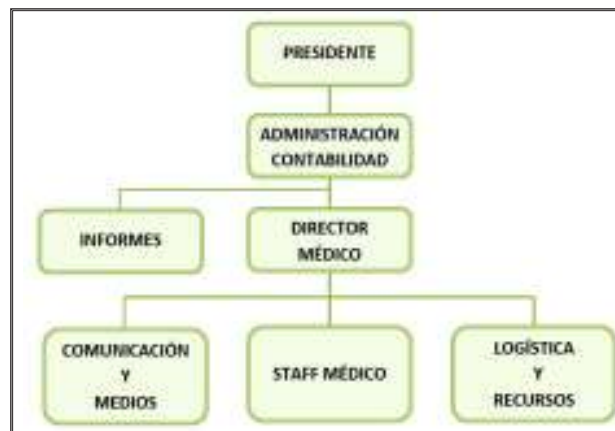 PRESIDENTE
ADMINISTRACIÓN
CONTABILIDAD
INFORMES
DIRECTOR
MÉDICO
COMUNICACIÓN
Y
MEDIOS
STAFF MÉDICO
LOGÍSTICA
Y
RECURSOS